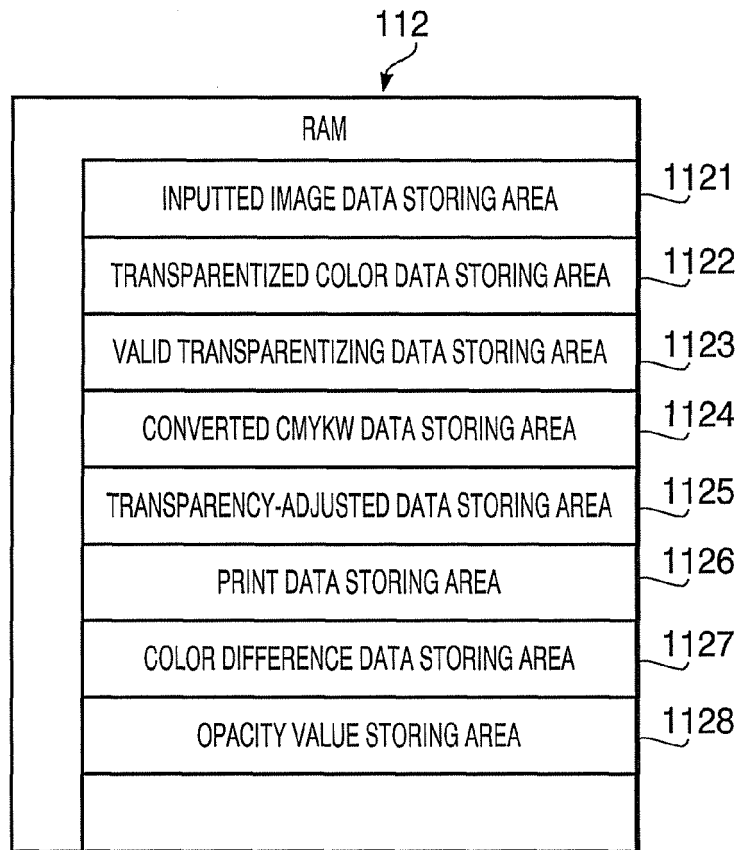 112
RAM
INPUTTED IMAGE DATA STORING AREA 1121
TRANSPARENTIZED COLOR DATA STORING AREA 1122
VALID TRANSPARENTIZING DATA STORING AREA 1123
CONVERTED CMYKW DATA STORING AREA 1124
TRANSPARENCY-ADJUSTED DATA STORING AREA 1125
PRINT DATA STORING AREA 1126
COLOR DIFFERENCE DATA STORING AREA 1127
OPACITY VALUE STORING AREA 1128